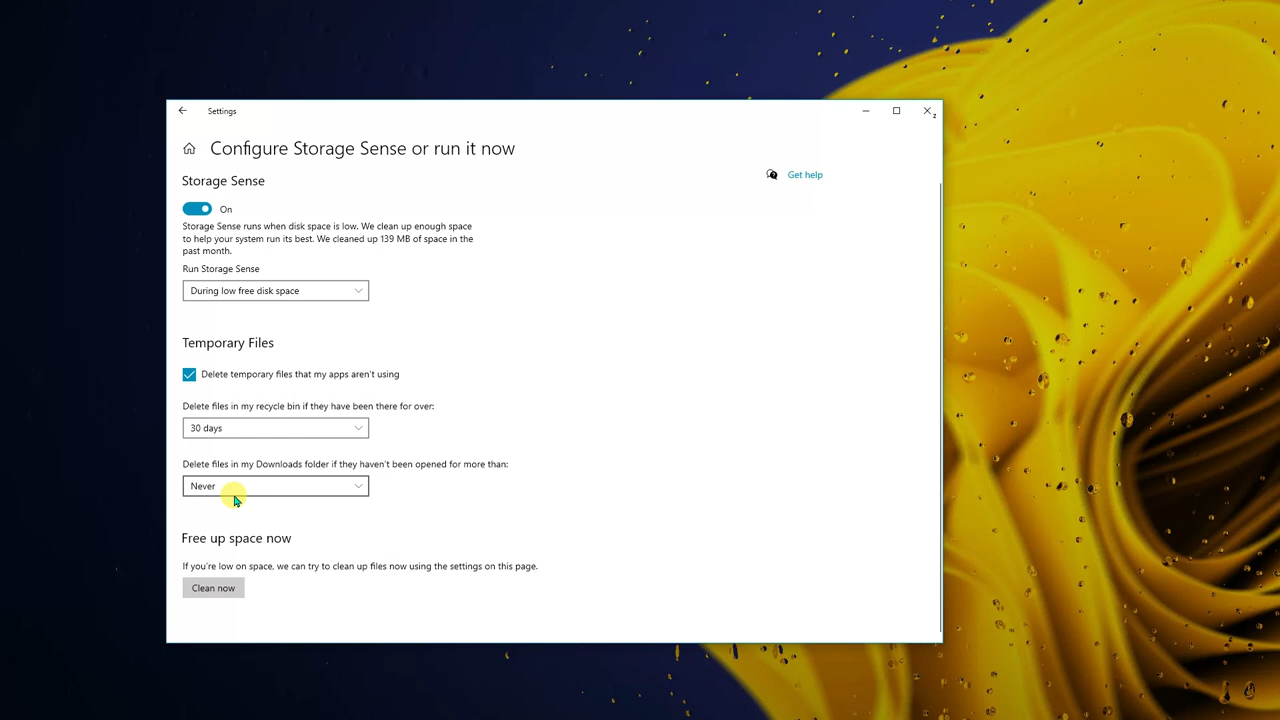 Settings
Configure Storage Sense or run it now
Storage Sense
Get help
On
Storage Sense runs when disk space is low. We clean up enough space
to help your system run its best. We cleaned up 139 MB of space in the
past month.
Run Storage Sense
During low free disk space
Temporary Files
Delete temporary files that my apps aren't using
Delete files in my recycle bin if they have been there for over:
30 days
Delete files in my Downloads folder if they haven't been opened for more than:
Never
Free up space now
If you're low on space, we can try to clean up files now using the settings on this page.
Clean now